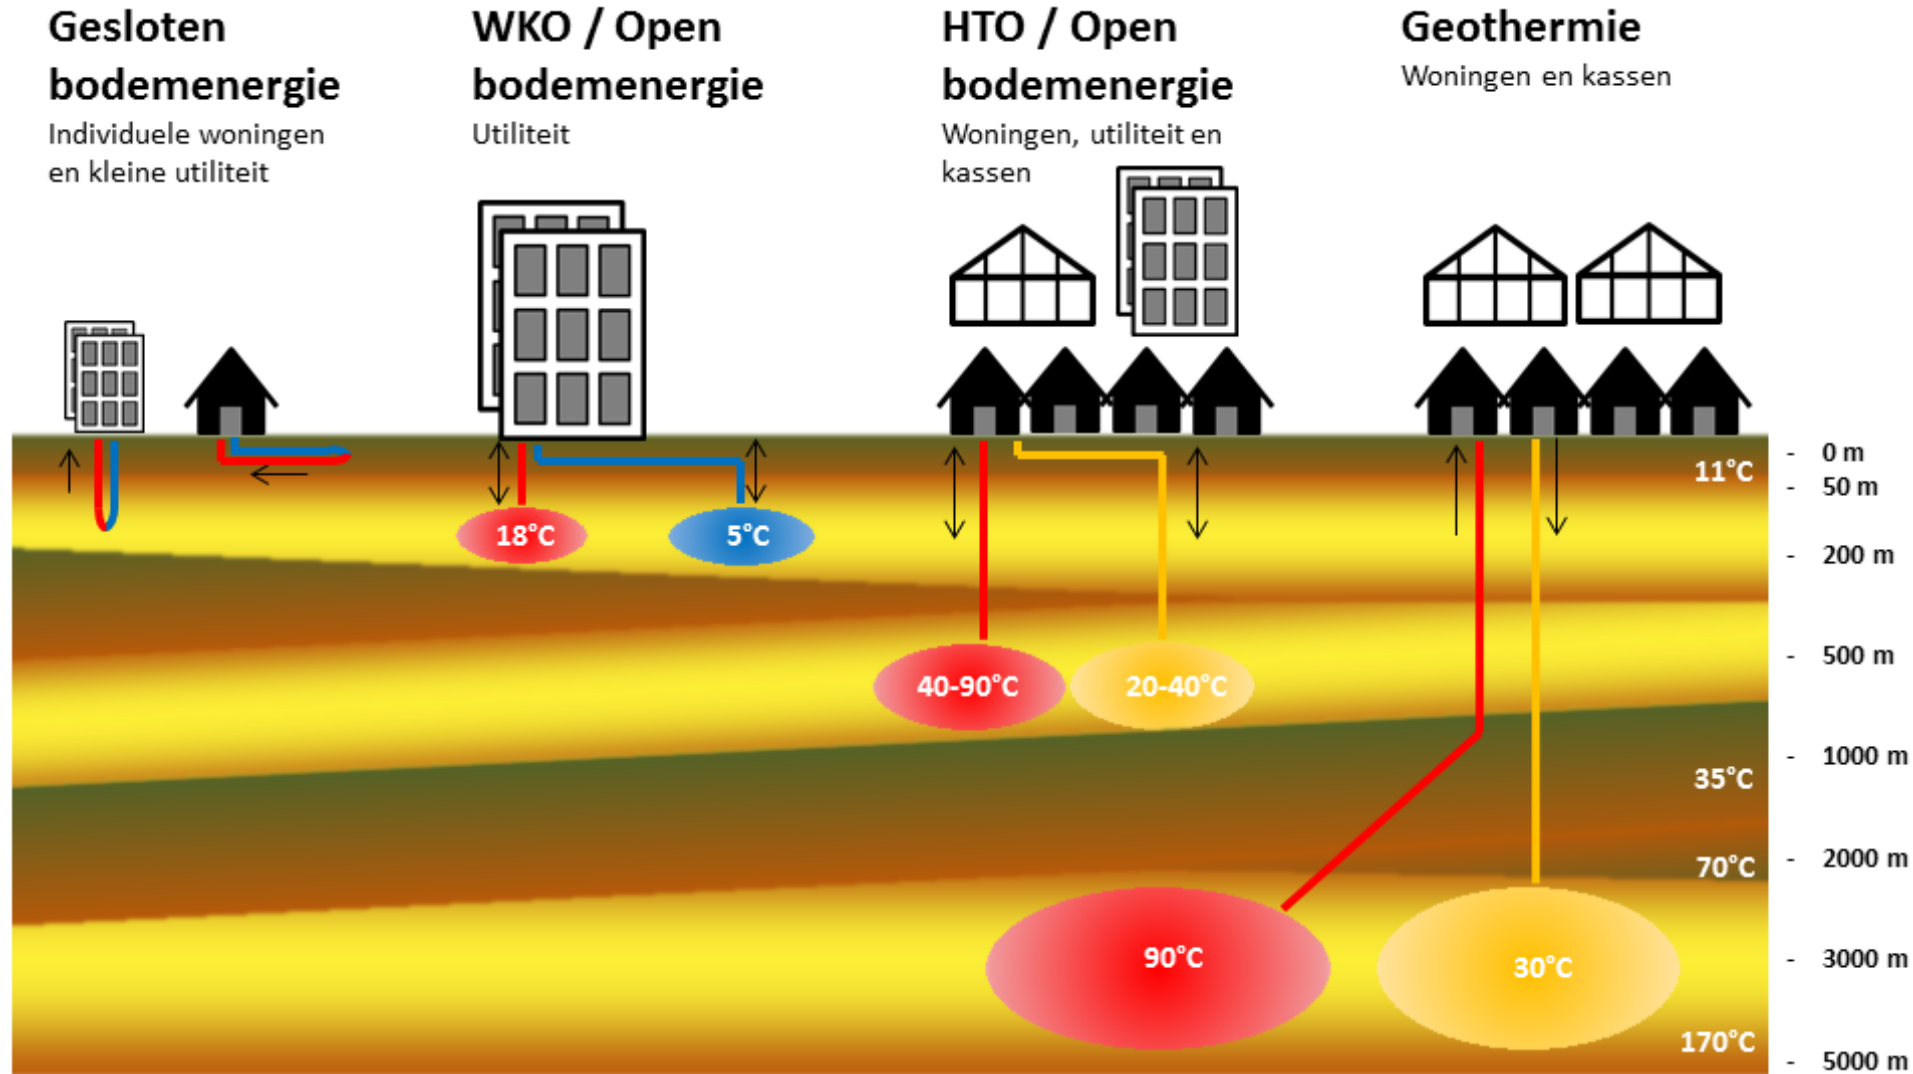 Gesloten
bodemenergie
Individuele woningen
en kleine utiliteit
WKO / Open
bodemenergie
Utiliteit
HTO / Open
bodemenergie
Woningen, utiliteit en
kassen
Geothermie
Woningen en kassen
18°C
5°C
40-90°C
20-40°C
90°C
30°C
11°C
35°C
70°C
170°C
- 0 m
- 50 m
- 200 m
- 500 m
- 1000 m
- 2000 m
- 3000 m
- 5000 m